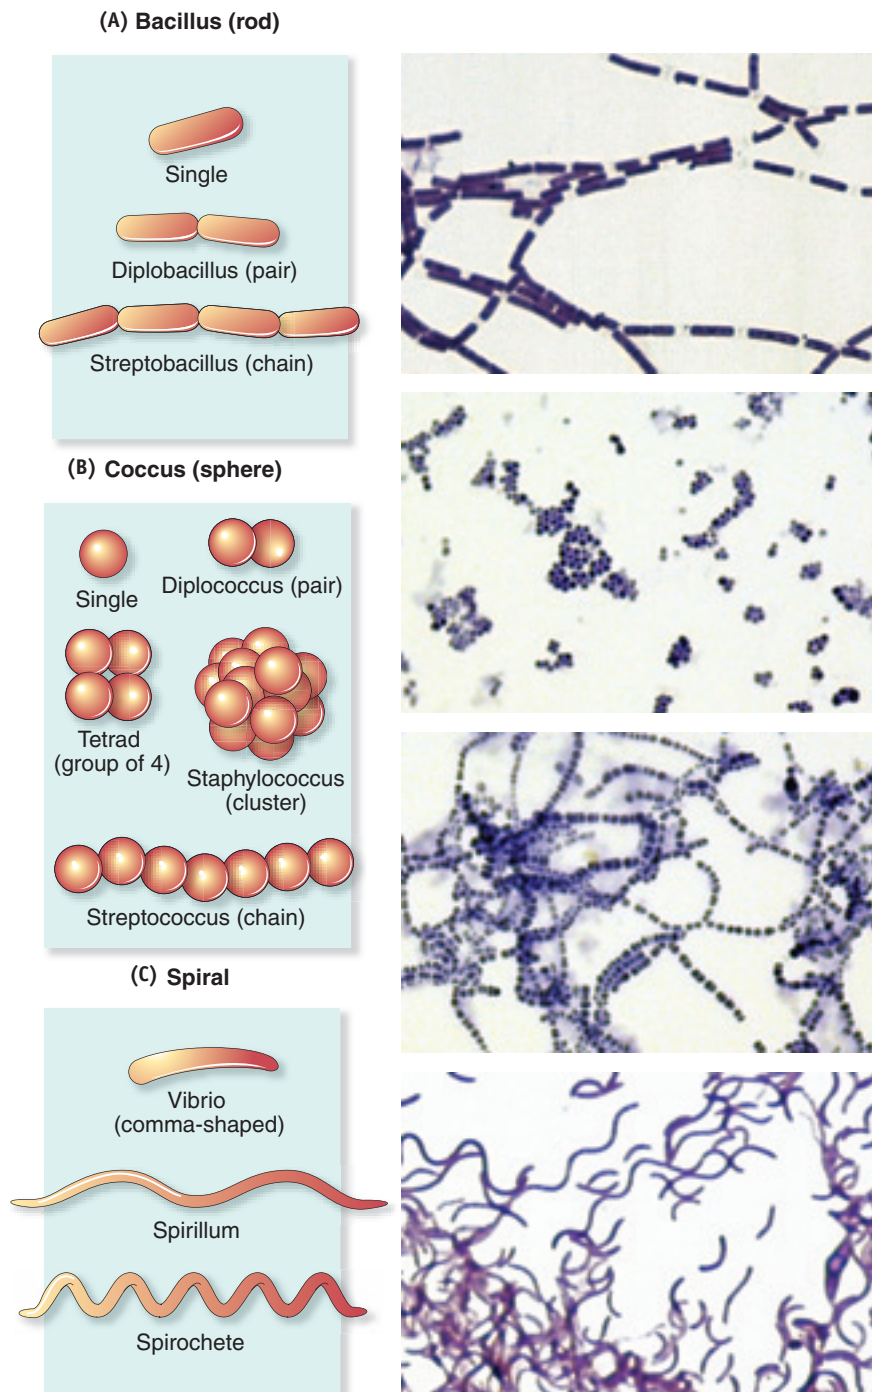 (A) Bacillus (rod)
Single
Diplobacillus (pair)
Streptobacillus (chain)
(B) Coccus (sphere)
Single
Diplococcus (pair)
Tetrad
(group of 4)
Staphylococcus
(cluster)
Streptococcus (chain)
(C) Spiral
Vibrio
(comma-shaped)
Spirillum
Spirochete